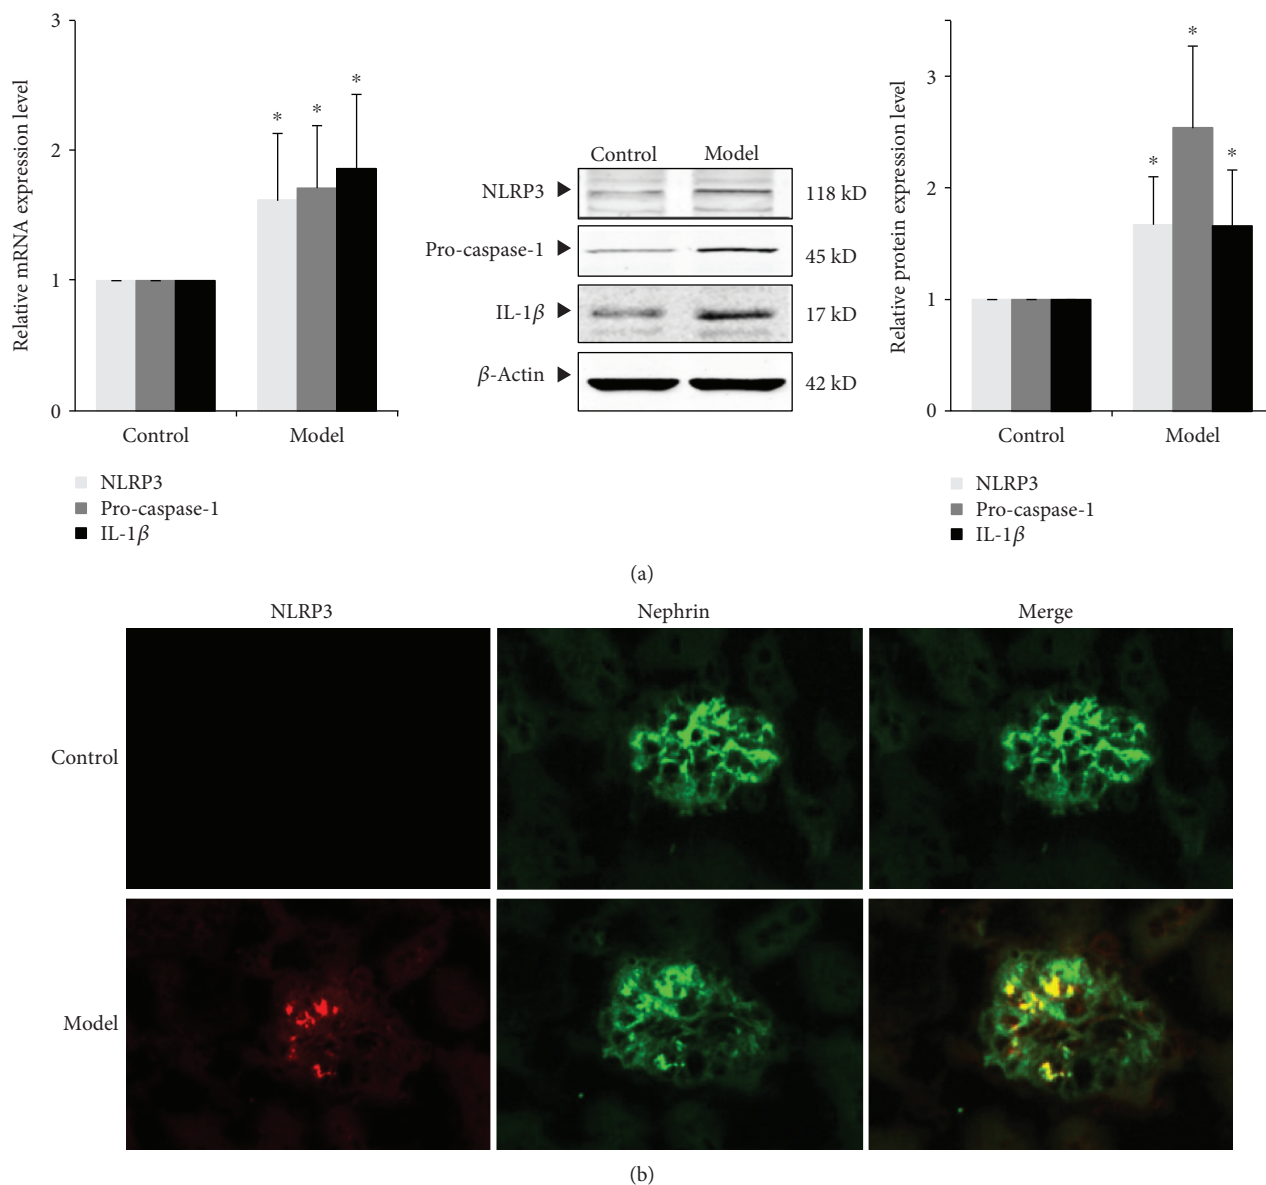 3
2
1
0
Relative mRNA expression level
*
*
*
Control
Model
NLRP3
Pro-caspase-1
IL-1β
Control
Model
NLRP3
118 kD
Pro-caspase-1
45 kD
IL-1β
17 kD
β-Actin
42 kD
3
2
1
0
Relative protein expression level
*
*
*
Control
Model
NLRP3
Pro-caspase-1
IL-1β
(a)
NLRP3
Nephrin
Merge
Control
Model
(b)